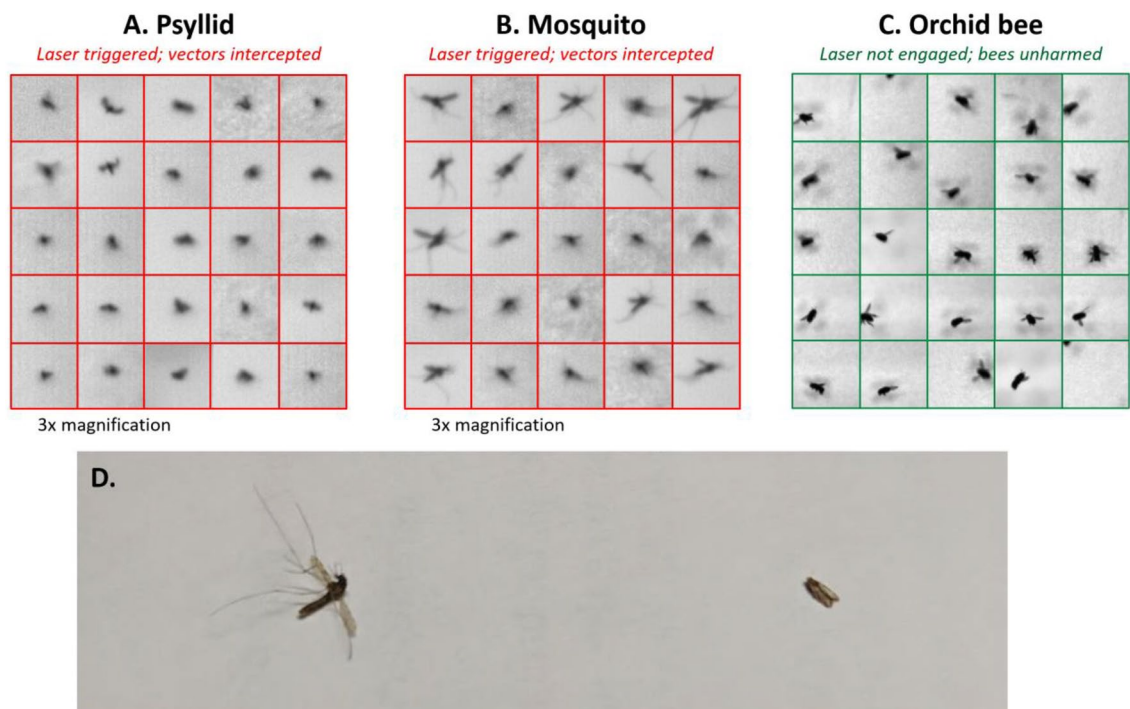 A. Psyllid
Laser triggered; vectors intercepted
3x magnification
B. Mosquito
Laser triggered; vectors intercepted
3x magnification
C. Orchid bee
Laser not engaged; bees unharmed
D.